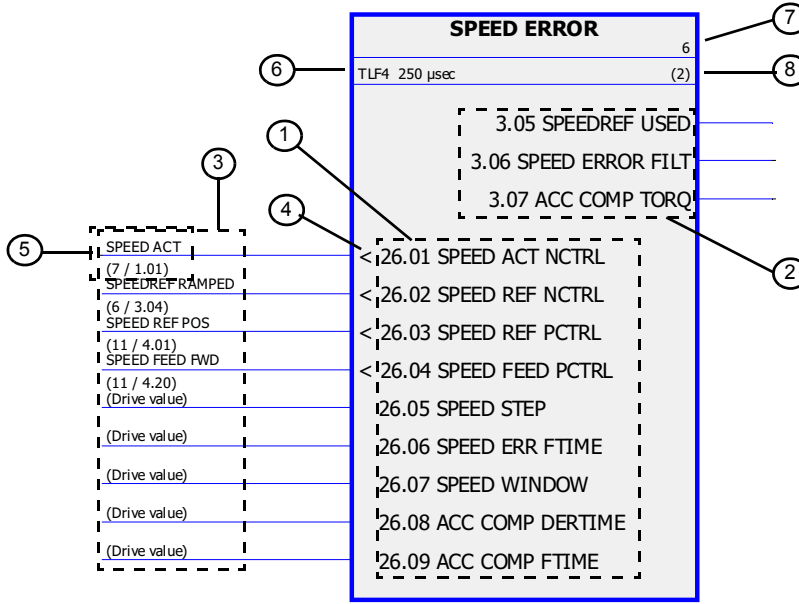 SPEED ERROR
6
TLF4 250 µsec
(2)
7
8
6
3.05 SPEEDREF USED
3.06 SPEED ERROR FILT
3.07 ACC COMP TORQ
1
3
4
5
2
SPEED ACT
(7 / 1.01)
SPEEDREF RAMPED
(6 / 3.04)
SPEED REF POS
(11 / 4.01)
SPEED FEED FWD
(11 / 4.20)
(Drive value)
(Drive value)
(Drive value)
(Drive value)
(Drive value)
< 26.01 SPEED ACT NCTRL
< 26.02 SPEED REF NCTRL
< 26.03 SPEED REF PCTRL
< 26.04 SPEED FEED PCTRL
26.05 SPEED STEP
26.06 SPEED ERR FTIME
26.07 SPEED WINDOW
26.08 ACC COMP DERTIME
26.09 ACC COMP FTIME